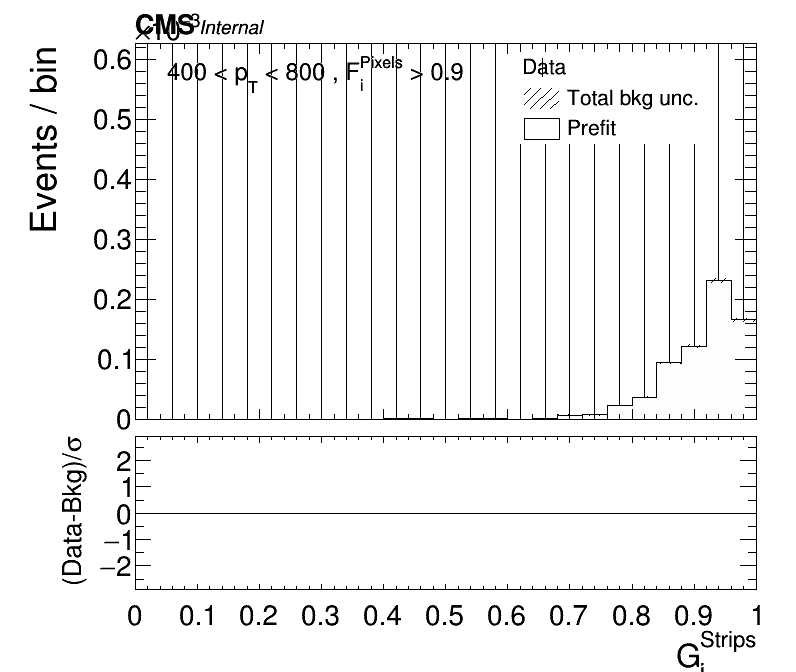 CMS Internal
×10⁻³
Events / bin
400 < p_T < 800 , F_i^Pixels > 0.9
Data
Total bkg unc.
Prefit
0.6
0.5
0.4
0.3
0.2
0.1
0
(Data-Bkg)/σ
2
1
0
−1
−2
0 0.1 0.2 0.3 0.4 0.5 0.6 0.7 0.8 0.9 1
G_i^Strips